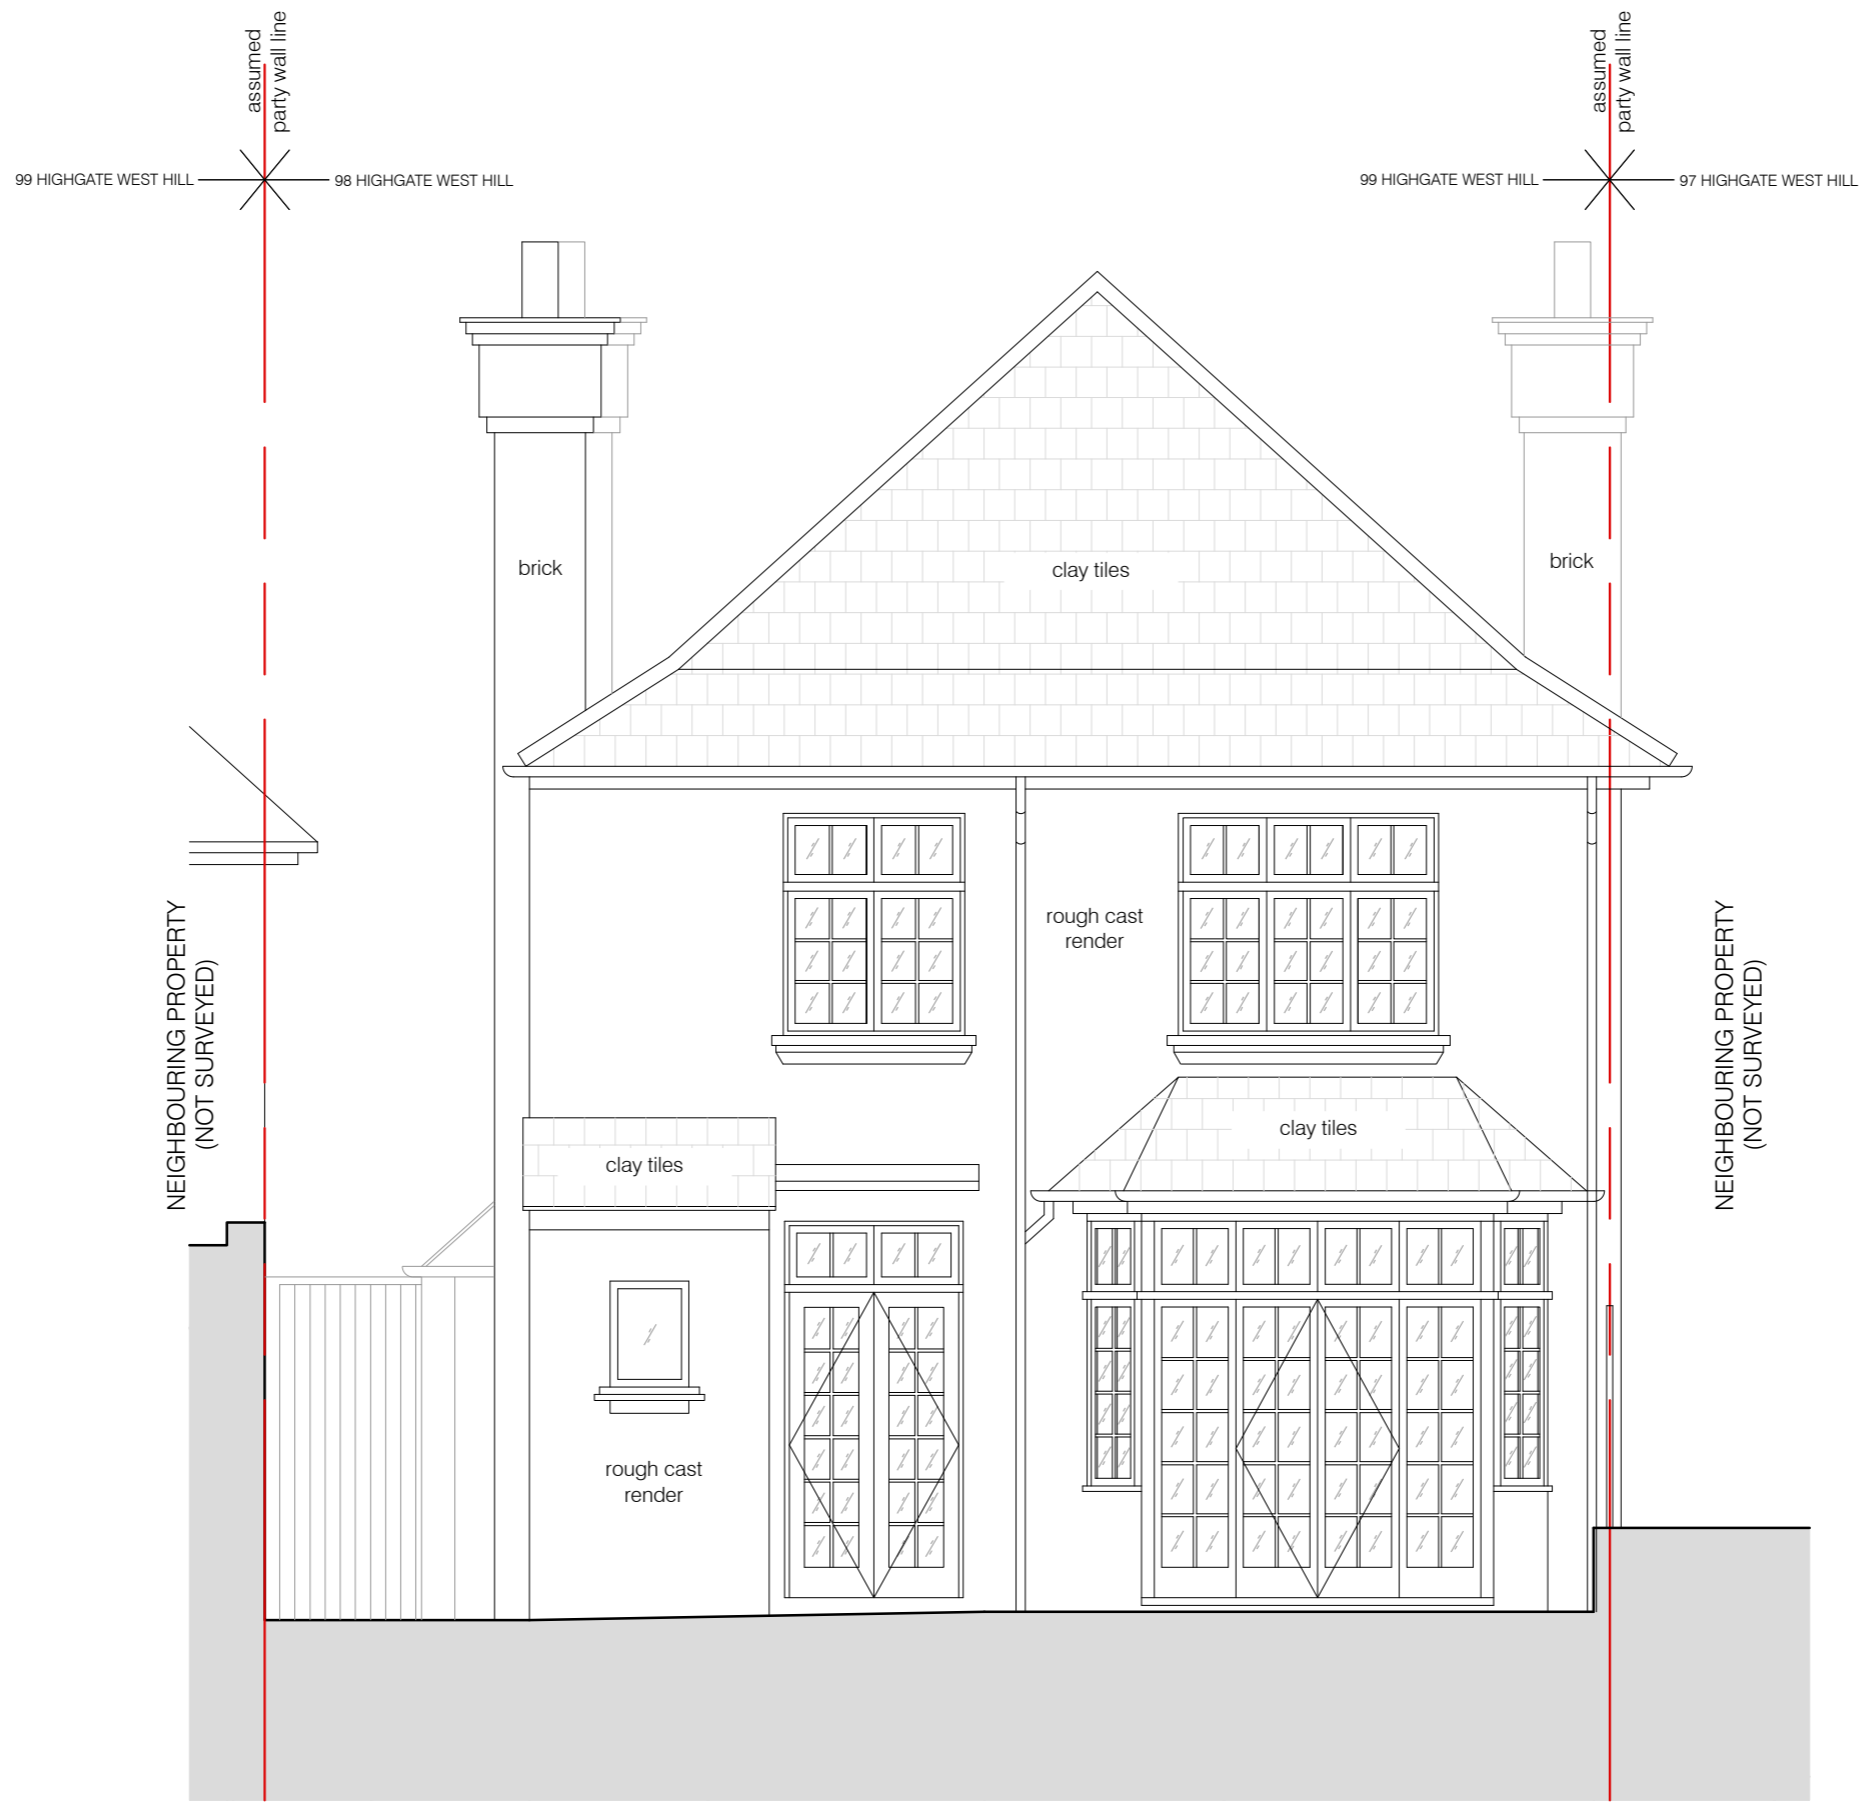 assumed
party wall line
assumed
party wall line
99 HIGHGATE WEST HILL
98 HIGHGATE WEST HILL
99 HIGHGATE WEST HILL
97 HIGHGATE WEST HILL
brick
clay tiles
brick
rough cast
render
NEIGHBOURING PROPERTY
(NOT SURVEYED)
NEIGHBOURING PROPERTY
(NOT SURVEYED)
clay tiles
clay tiles
rough cast
render